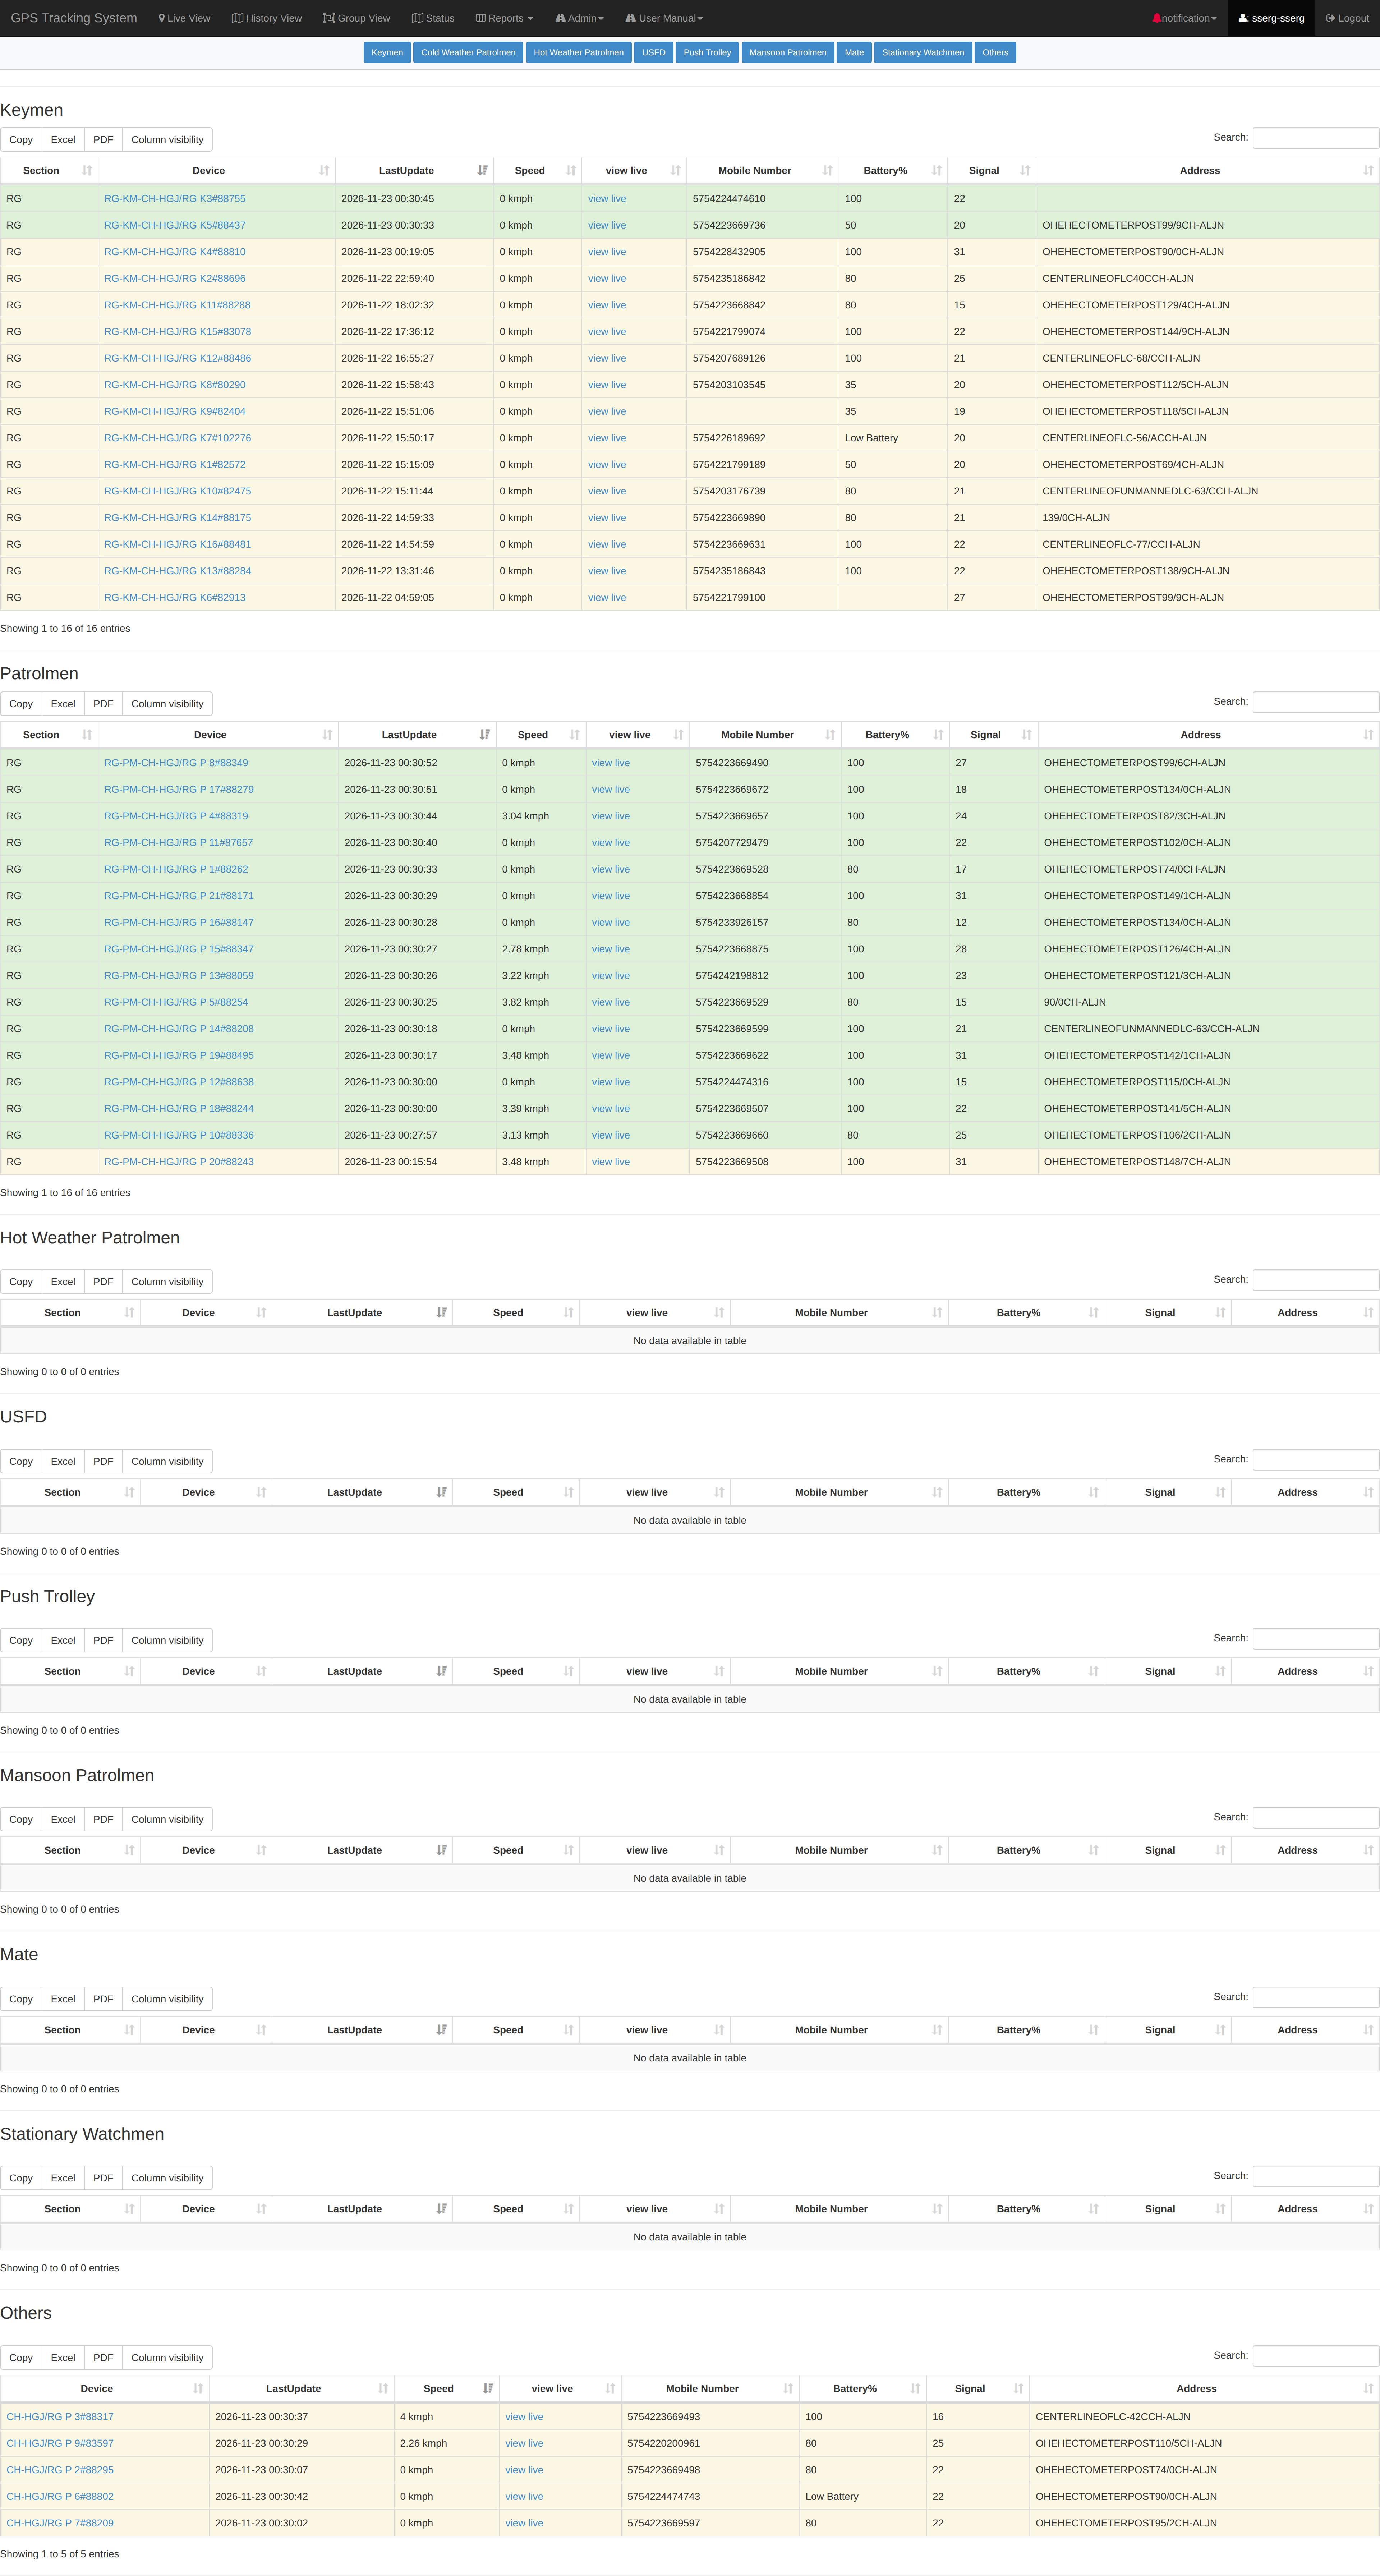 GPS Tracking System Live View History View Group View Status Reports Admin User Manual notification : sserg-sserg Logout
Keymen Cold Weather Patrolmen Hot Weather Patrolmen USFD Push Trolley Mansoon Patrolmen Mate Stationary Watchmen Others
Keymen
Copy Excel PDF Column visibility Search:
Section Device LastUpdate Speed view live Mobile Number Battery% Signal Address
RG RG-KM-CH-HGJ/RG K3#88755 2026-11-23 00:30:45 0 kmph view live 5754224474610 100 22
RG RG-KM-CH-HGJ/RG K5#88437 2026-11-23 00:30:33 0 kmph view live 5754223669736 50 20 OHEHECTOMETERPOST99/9CH-ALJN
RG RG-KM-CH-HGJ/RG K4#88810 2026-11-23 00:19:05 0 kmph view live 5754228432905 100 31 OHEHECTOMETERPOST90/0CH-ALJN
RG RG-KM-CH-HGJ/RG K2#88696 2026-11-22 22:59:40 0 kmph view live 5754235186842 80 25 CENTERLINEOFLC40CCH-ALJN
RG RG-KM-CH-HGJ/RG K11#88288 2026-11-22 18:02:32 0 kmph view live 5754223668842 80 15 OHEHECTOMETERPOST129/4CH-ALJN
RG RG-KM-CH-HGJ/RG K15#83078 2026-11-22 17:36:12 0 kmph view live 5754221799074 100 22 OHEHECTOMETERPOST144/9CH-ALJN
RG RG-KM-CH-HGJ/RG K12#88486 2026-11-22 16:55:27 0 kmph view live 5754207689126 100 21 CENTERLINEOFLC-68/CCH-ALJN
RG RG-KM-CH-HGJ/RG K8#80290 2026-11-22 15:58:43 0 kmph view live 5754203103545 35 20 OHEHECTOMETERPOST112/5CH-ALJN
RG RG-KM-CH-HGJ/RG K9#82404 2026-11-22 15:51:06 0 kmph view live 35 19 OHEHECTOMETERPOST118/5CH-ALJN
RG RG-KM-CH-HGJ/RG K7#102276 2026-11-22 15:50:17 0 kmph view live 5754226189692 Low Battery 20 CENTERLINEOFLC-56/ACCH-ALJN
RG RG-KM-CH-HGJ/RG K1#82572 2026-11-22 15:15:09 0 kmph view live 5754221799189 50 20 OHEHECTOMETERPOST69/4CH-ALJN
RG RG-KM-CH-HGJ/RG K10#82475 2026-11-22 15:11:44 0 kmph view live 5754203176739 80 21 CENTERLINEOFUNMANNEDLC-63/CCH-ALJN
RG RG-KM-CH-HGJ/RG K14#88175 2026-11-22 14:59:33 0 kmph view live 5754223669890 80 21 139/0CH-ALJN
RG RG-KM-CH-HGJ/RG K16#88481 2026-11-22 14:54:59 0 kmph view live 5754223669631 100 22 CENTERLINEOFLC-77/CCH-ALJN
RG RG-KM-CH-HGJ/RG K13#88284 2026-11-22 13:31:46 0 kmph view live 5754235186843 100 22 OHEHECTOMETERPOST138/9CH-ALJN
RG RG-KM-CH-HGJ/RG K6#82913 2026-11-22 04:59:05 0 kmph view live 5754221799100 27 OHEHECTOMETERPOST99/9CH-ALJN
Showing 1 to 16 of 16 entries
Patrolmen
Copy Excel PDF Column visibility Search:
Section Device LastUpdate Speed view live Mobile Number Battery% Signal Address
RG RG-PM-CH-HGJ/RG P 8#88349 2026-11-23 00:30:52 0 kmph view live 5754223669490 100 27 OHEHECTOMETERPOST99/6CH-ALJN
RG RG-PM-CH-HGJ/RG P 17#88279 2026-11-23 00:30:51 0 kmph view live 5754223669672 100 18 OHEHECTOMETERPOST134/0CH-ALJN
RG RG-PM-CH-HGJ/RG P 4#88319 2026-11-23 00:30:44 3.04 kmph view live 5754223669657 100 24 OHEHECTOMETERPOST82/3CH-ALJN
RG RG-PM-CH-HGJ/RG P 11#87657 2026-11-23 00:30:40 0 kmph view live 5754207729479 100 22 OHEHECTOMETERPOST102/0CH-ALJN
RG RG-PM-CH-HGJ/RG P 1#88262 2026-11-23 00:30:33 0 kmph view live 5754223669528 80 17 OHEHECTOMETERPOST74/0CH-ALJN
RG RG-PM-CH-HGJ/RG P 21#88171 2026-11-23 00:30:29 0 kmph view live 5754223668854 100 31 OHEHECTOMETERPOST149/1CH-ALJN
RG RG-PM-CH-HGJ/RG P 16#88147 2026-11-23 00:30:28 0 kmph view live 5754233926157 80 12 OHEHECTOMETERPOST134/0CH-ALJN
RG RG-PM-CH-HGJ/RG P 15#88347 2026-11-23 00:30:27 2.78 kmph view live 5754223668875 100 28 OHEHECTOMETERPOST126/4CH-ALJN
RG RG-PM-CH-HGJ/RG P 13#88059 2026-11-23 00:30:26 3.22 kmph view live 5754242198812 100 23 OHEHECTOMETERPOST121/3CH-ALJN
RG RG-PM-CH-HGJ/RG P 5#88254 2026-11-23 00:30:25 3.82 kmph view live 5754223669529 80 15 90/0CH-ALJN
RG RG-PM-CH-HGJ/RG P 14#88208 2026-11-23 00:30:18 0 kmph view live 5754223669599 100 21 CENTERLINEOFUNMANNEDLC-63/CCH-ALJN
RG RG-PM-CH-HGJ/RG P 19#88495 2026-11-23 00:30:17 3.48 kmph view live 5754223669622 100 31 OHEHECTOMETERPOST142/1CH-ALJN
RG RG-PM-CH-HGJ/RG P 12#88638 2026-11-23 00:30:00 0 kmph view live 5754224474316 100 15 OHEHECTOMETERPOST115/0CH-ALJN
RG RG-PM-CH-HGJ/RG P 18#88244 2026-11-23 00:30:00 3.39 kmph view live 5754223669507 100 22 OHEHECTOMETERPOST141/5CH-ALJN
RG RG-PM-CH-HGJ/RG P 10#88336 2026-11-23 00:27:57 3.13 kmph view live 5754223669660 80 25 OHEHECTOMETERPOST106/2CH-ALJN
RG RG-PM-CH-HGJ/RG P 20#88243 2026-11-23 00:15:54 3.48 kmph view live 5754223669508 100 31 OHEHECTOMETERPOST148/7CH-ALJN
Showing 1 to 16 of 16 entries
Hot Weather Patrolmen
Copy Excel PDF Column visibility Search:
Section Device LastUpdate Speed view live Mobile Number Battery% Signal Address
No data available in table
Showing 0 to 0 of 0 entries
USFD
Copy Excel PDF Column visibility Search:
Section Device LastUpdate Speed view live Mobile Number Battery% Signal Address
No data available in table
Showing 0 to 0 of 0 entries
Push Trolley
Copy Excel PDF Column visibility Search:
Section Device LastUpdate Speed view live Mobile Number Battery% Signal Address
No data available in table
Showing 0 to 0 of 0 entries
Mansoon Patrolmen
Copy Excel PDF Column visibility Search:
Section Device LastUpdate Speed view live Mobile Number Battery% Signal Address
No data available in table
Showing 0 to 0 of 0 entries
Mate
Copy Excel PDF Column visibility Search:
Section Device LastUpdate Speed view live Mobile Number Battery% Signal Address
No data available in table
Showing 0 to 0 of 0 entries
Stationary Watchmen
Copy Excel PDF Column visibility Search:
Section Device LastUpdate Speed view live Mobile Number Battery% Signal Address
No data available in table
Showing 0 to 0 of 0 entries
Others
Copy Excel PDF Column visibility Search:
Device LastUpdate Speed view live Mobile Number Battery% Signal Address
CH-HGJ/RG P 3#88317 2026-11-23 00:30:37 4 kmph view live 5754223669493 100 16 CENTERLINEOFLC-42CCH-ALJN
CH-HGJ/RG P 9#83597 2026-11-23 00:30:29 2.26 kmph view live 5754220200961 80 25 OHEHECTOMETERPOST110/5CH-ALJN
CH-HGJ/RG P 2#88295 2026-11-23 00:30:07 0 kmph view live 5754223669498 80 22 OHEHECTOMETERPOST74/0CH-ALJN
CH-HGJ/RG P 6#88802 2026-11-23 00:30:42 0 kmph view live 5754224474743 Low Battery 22 OHEHECTOMETERPOST90/0CH-ALJN
CH-HGJ/RG P 7#88209 2026-11-23 00:30:02 0 kmph view live 5754223669597 80 22 OHEHECTOMETERPOST95/2CH-ALJN
Showing 1 to 5 of 5 entries